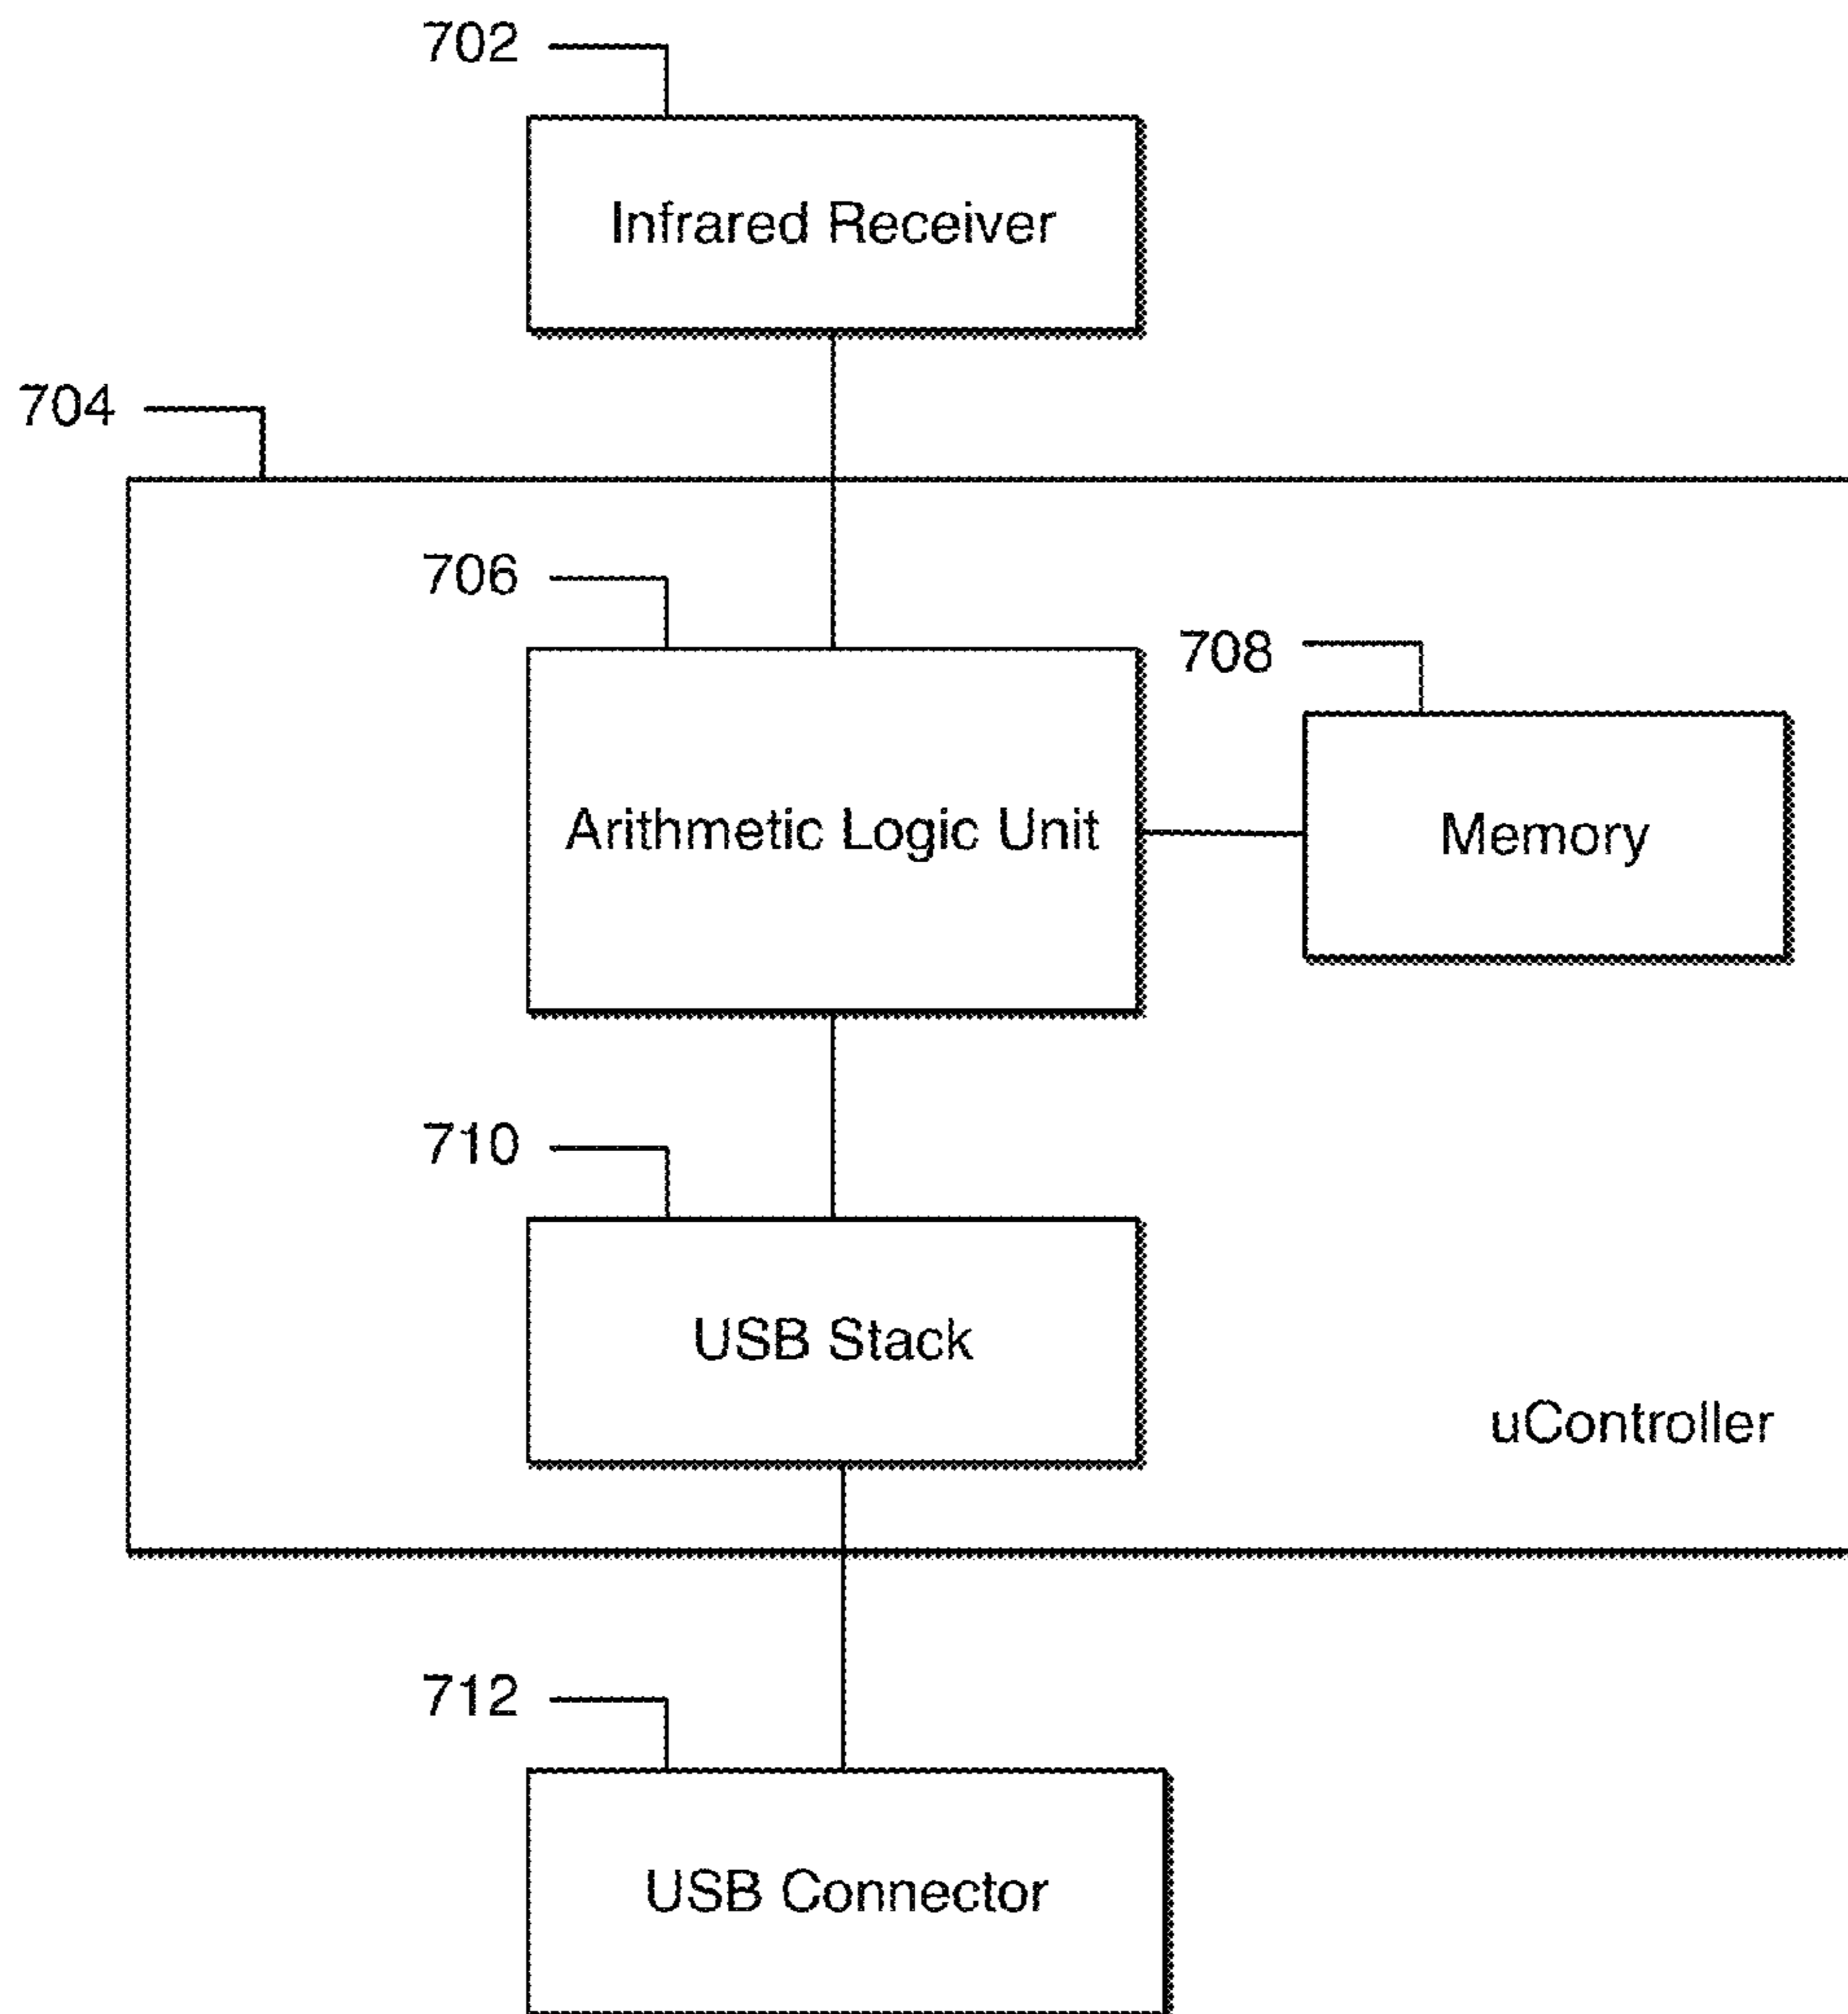 702
Infrared Receiver
704
706
708
Arithmetic Logic Unit
Memory
710
USB Stack
uController
712
USB Connector